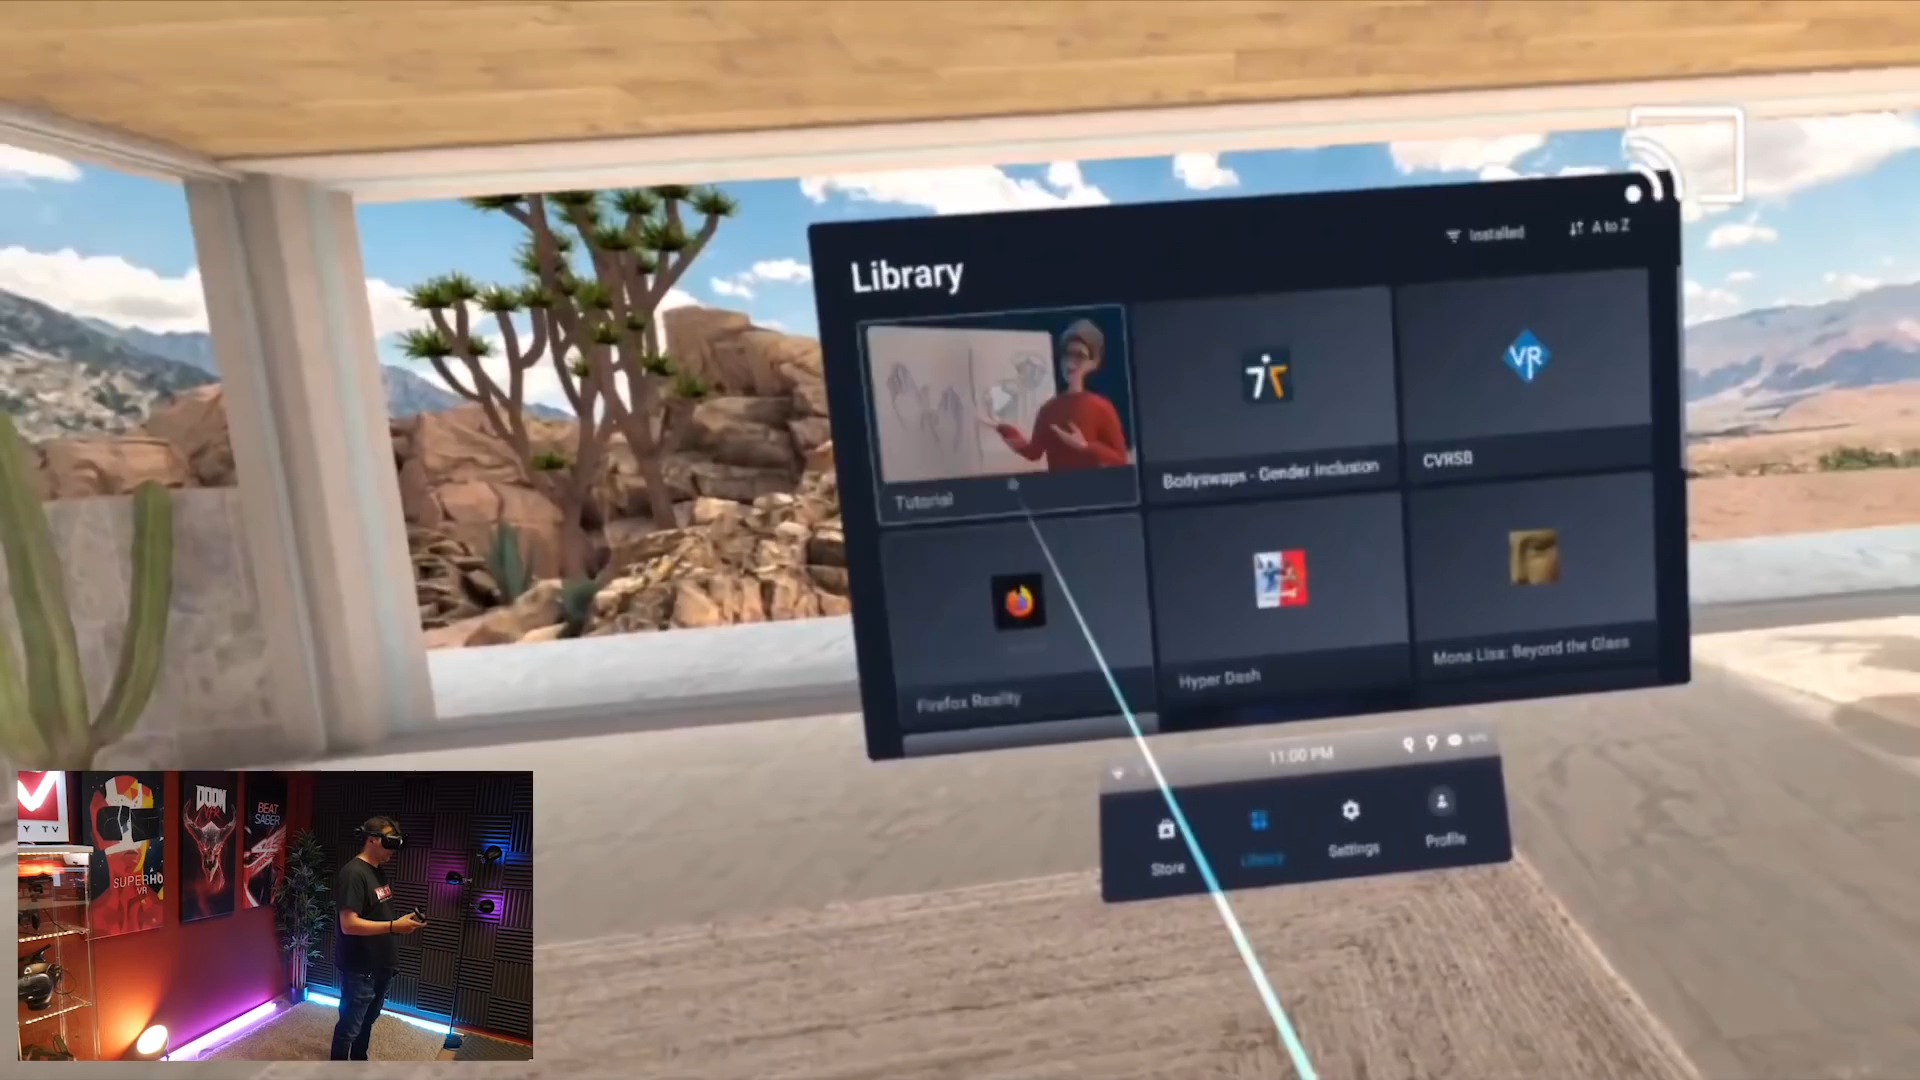 Installed
A to Z
Library
VR
Tutorial
Bodyswaps - Gender Inclusion
CVRSB
Firefox Reality
Hyper Dash
Mona Lisa: Beyond the Glass
11:00 PM
Store
Library
Settings
Profile
Y TV
SUPERHO
VR
DOOM
BEAT
SABER